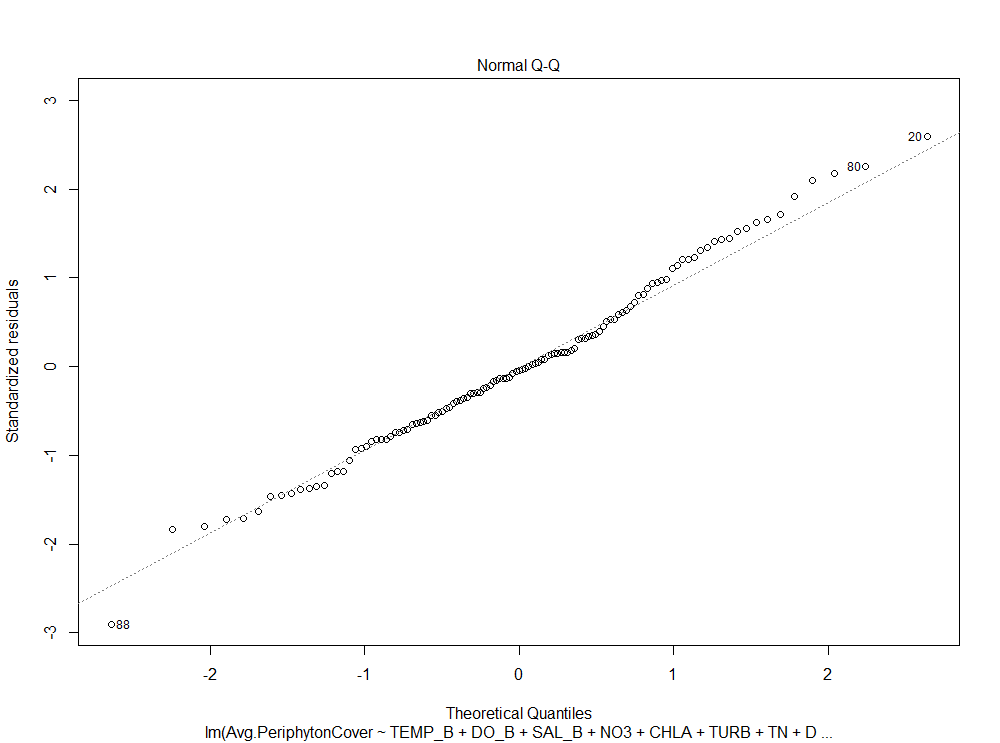 Normal Q-Q
3
2
1
0
-1
-2
-3
Standardized residuals
20
80
88
-2 -1 0 1 2
Theoretical Quantiles
lm(Avg.PeriphytonCover ~ TEMP_B + DO_B + SAL_B + NO3 + CHLA + TURB + TN + D ...